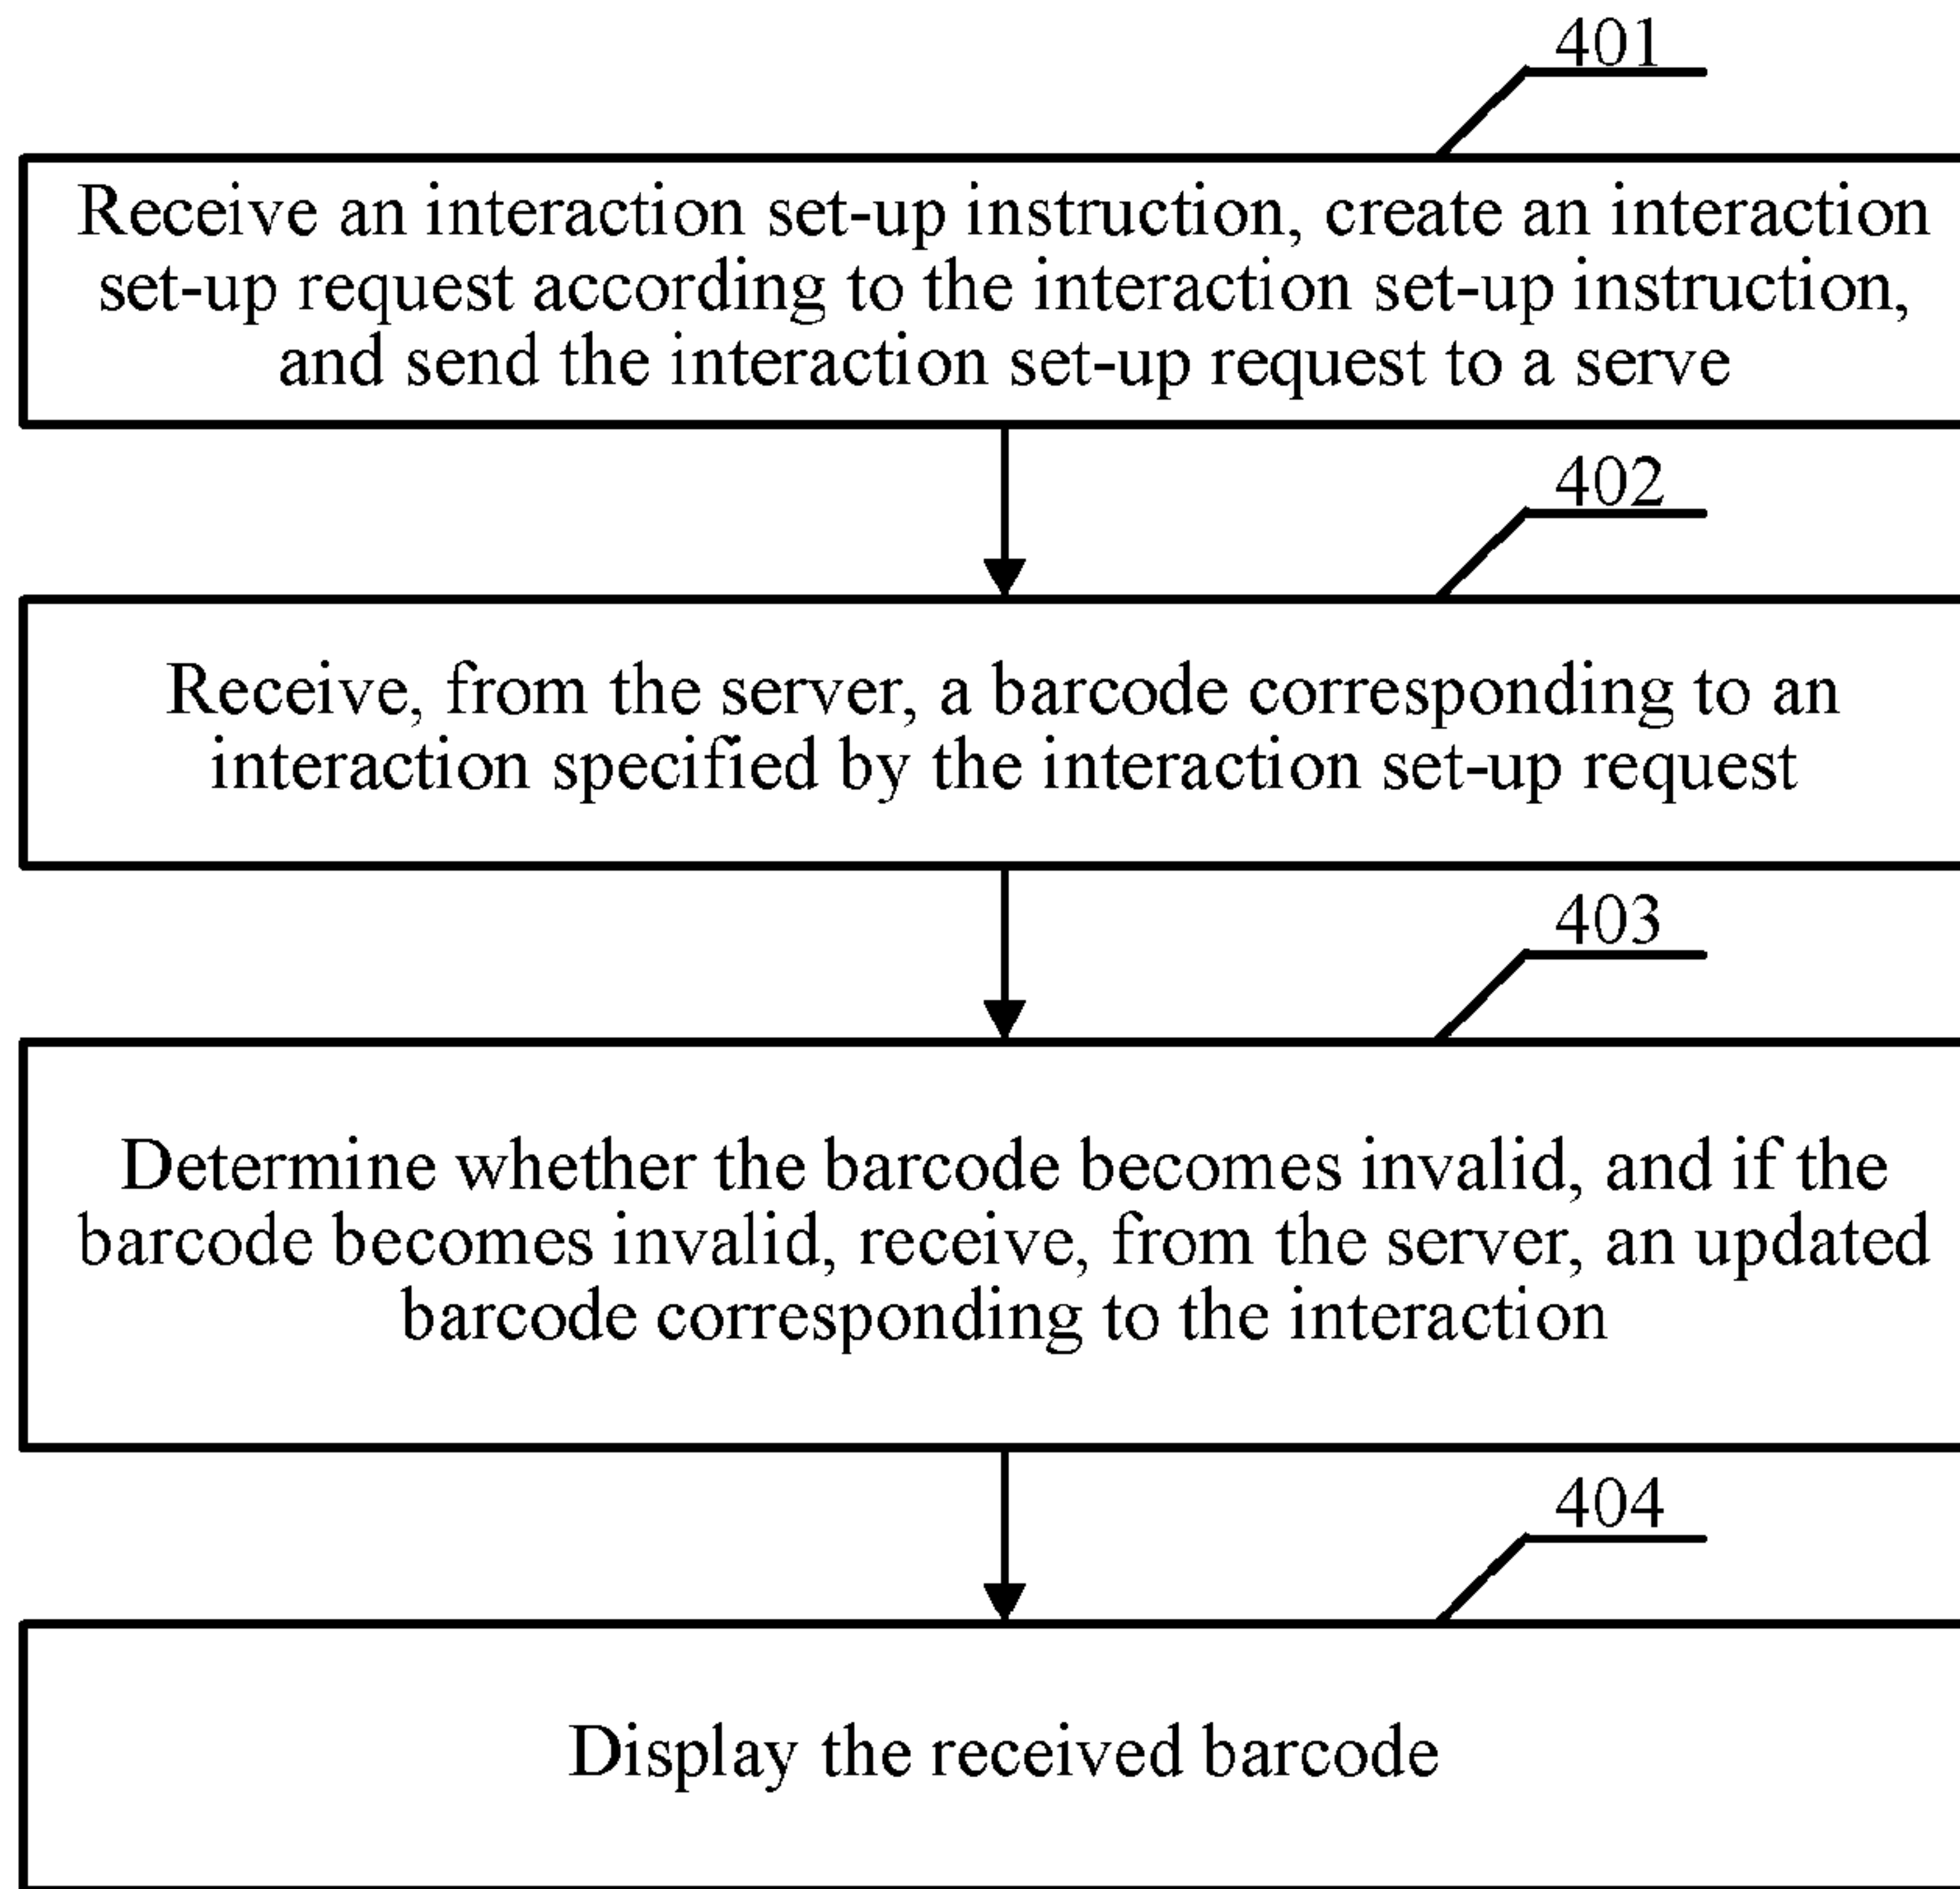 401
Receive an interaction set-up instruction, create an interaction
set-up request according to the interaction set-up instruction,
and send the interaction set-up request to a serve
402
Receive, from the server, a barcode corresponding to an
interaction specified by the interaction set-up request
403
Determine whether the barcode becomes invalid, and if the
barcode becomes invalid, receive, from the server, an updated
barcode corresponding to the interaction
404
Display the received barcode